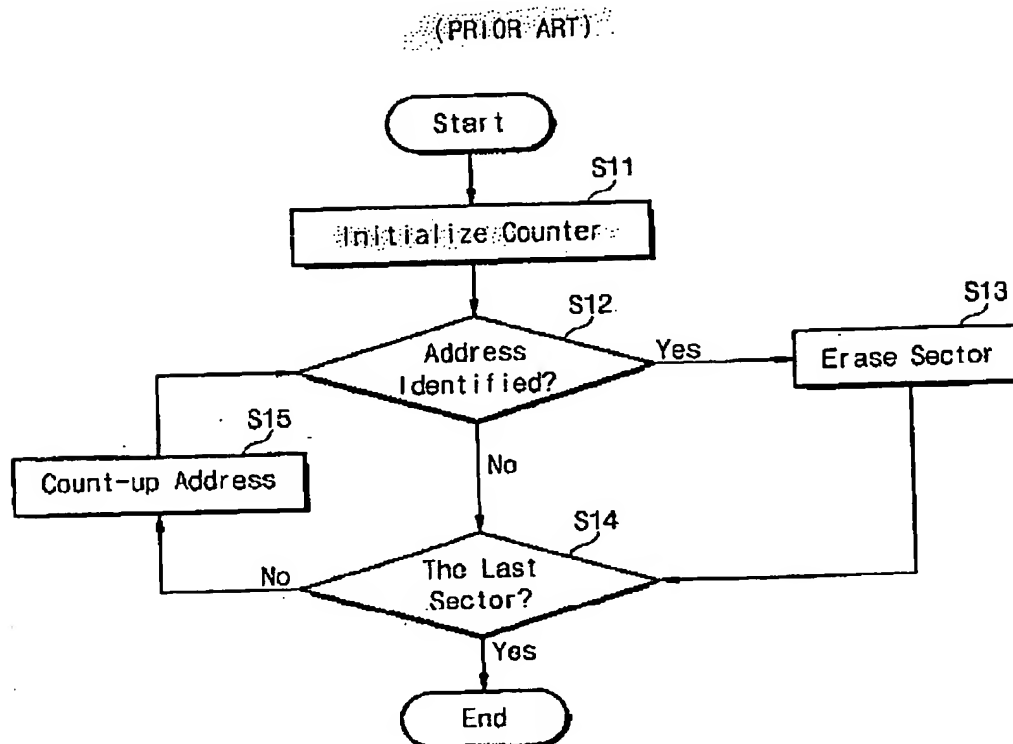 (PRIOR ART)
Start
S11
Initialize Counter
S12
Address
Identified?
Yes
S13
Erase Sector
S15
Count-up Address
No
S14
The Last
Sector?
No
Yes
End